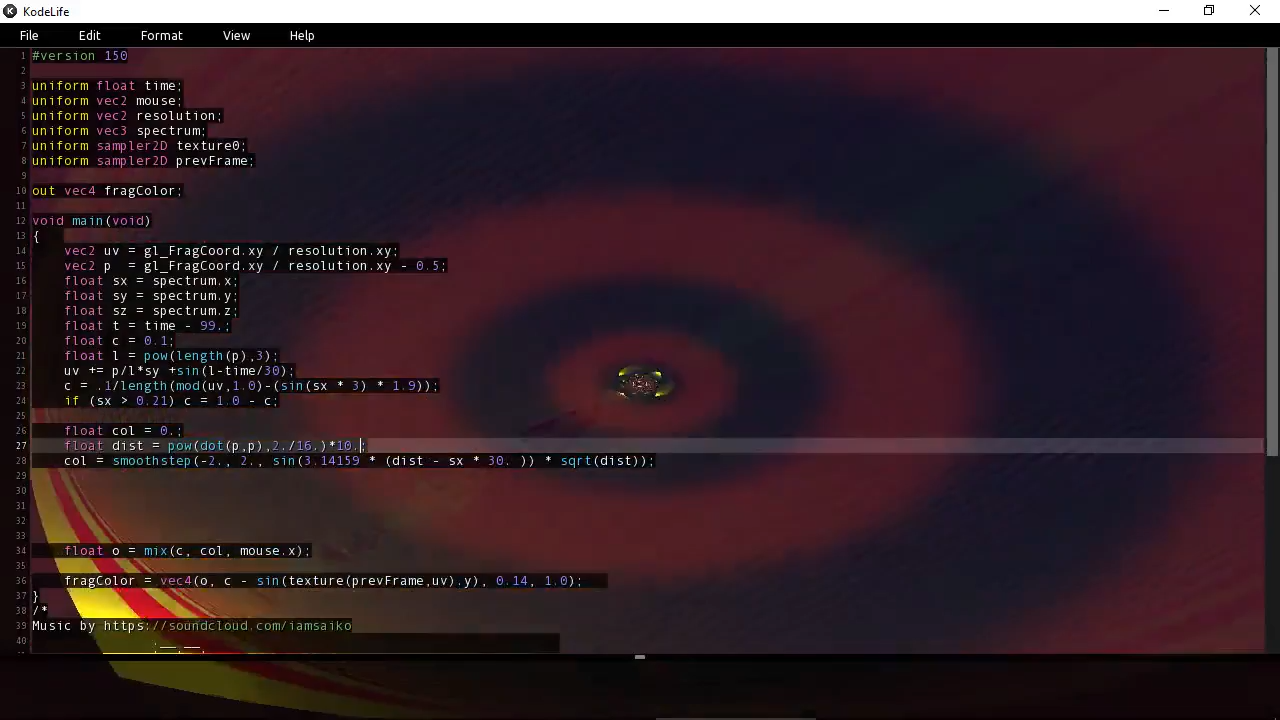 KodeLife
File Edit Format View Help
1 #version 150
2
3 uniform float time;
4 uniform vec2 mouse;
5 uniform vec2 resolution;
6 uniform vec3 spectrum;
7 uniform sampler2D texture0;
8 uniform sampler2D prevFrame;
9
10 out vec4 fragColor;
11
12 void main(void)
13 {
14 vec2 uv = gl_FragCoord.xy / resolution.xy;
15 vec2 p  = gl_FragCoord.xy / resolution.xy - 0.5;
16 float sx = spectrum.x;
17 float sy = spectrum.y;
18 float sz = spectrum.z;
19 float t = time - 99.;
20 float c = 0.1;
21 float l = pow(length(p),3);
22 uv += p/l*sy +sin(l-time/30);
23 c = .1/length(mod(uv,1.0)-(sin(sx * 3) * 1.9));
24 if (sx > 0.21) c = 1.0 - c;
25
26 float col = 0.;
27 float dist = pow(dot(p,p),2./16.)*10.;
28 col = smoothstep(-2., 2., sin(3.14159 * (dist - sx * 30. )) * sqrt(dist));
29
30
31
32
33
34 float o = mix(c, col, mouse.x);
35
36 fragColor = vec4(o, c - sin(texture(prevFrame,uv).y), 0.14, 1.0);
37 }
38 /*
39 Music by https://soundcloud.com/iamsaiko
40